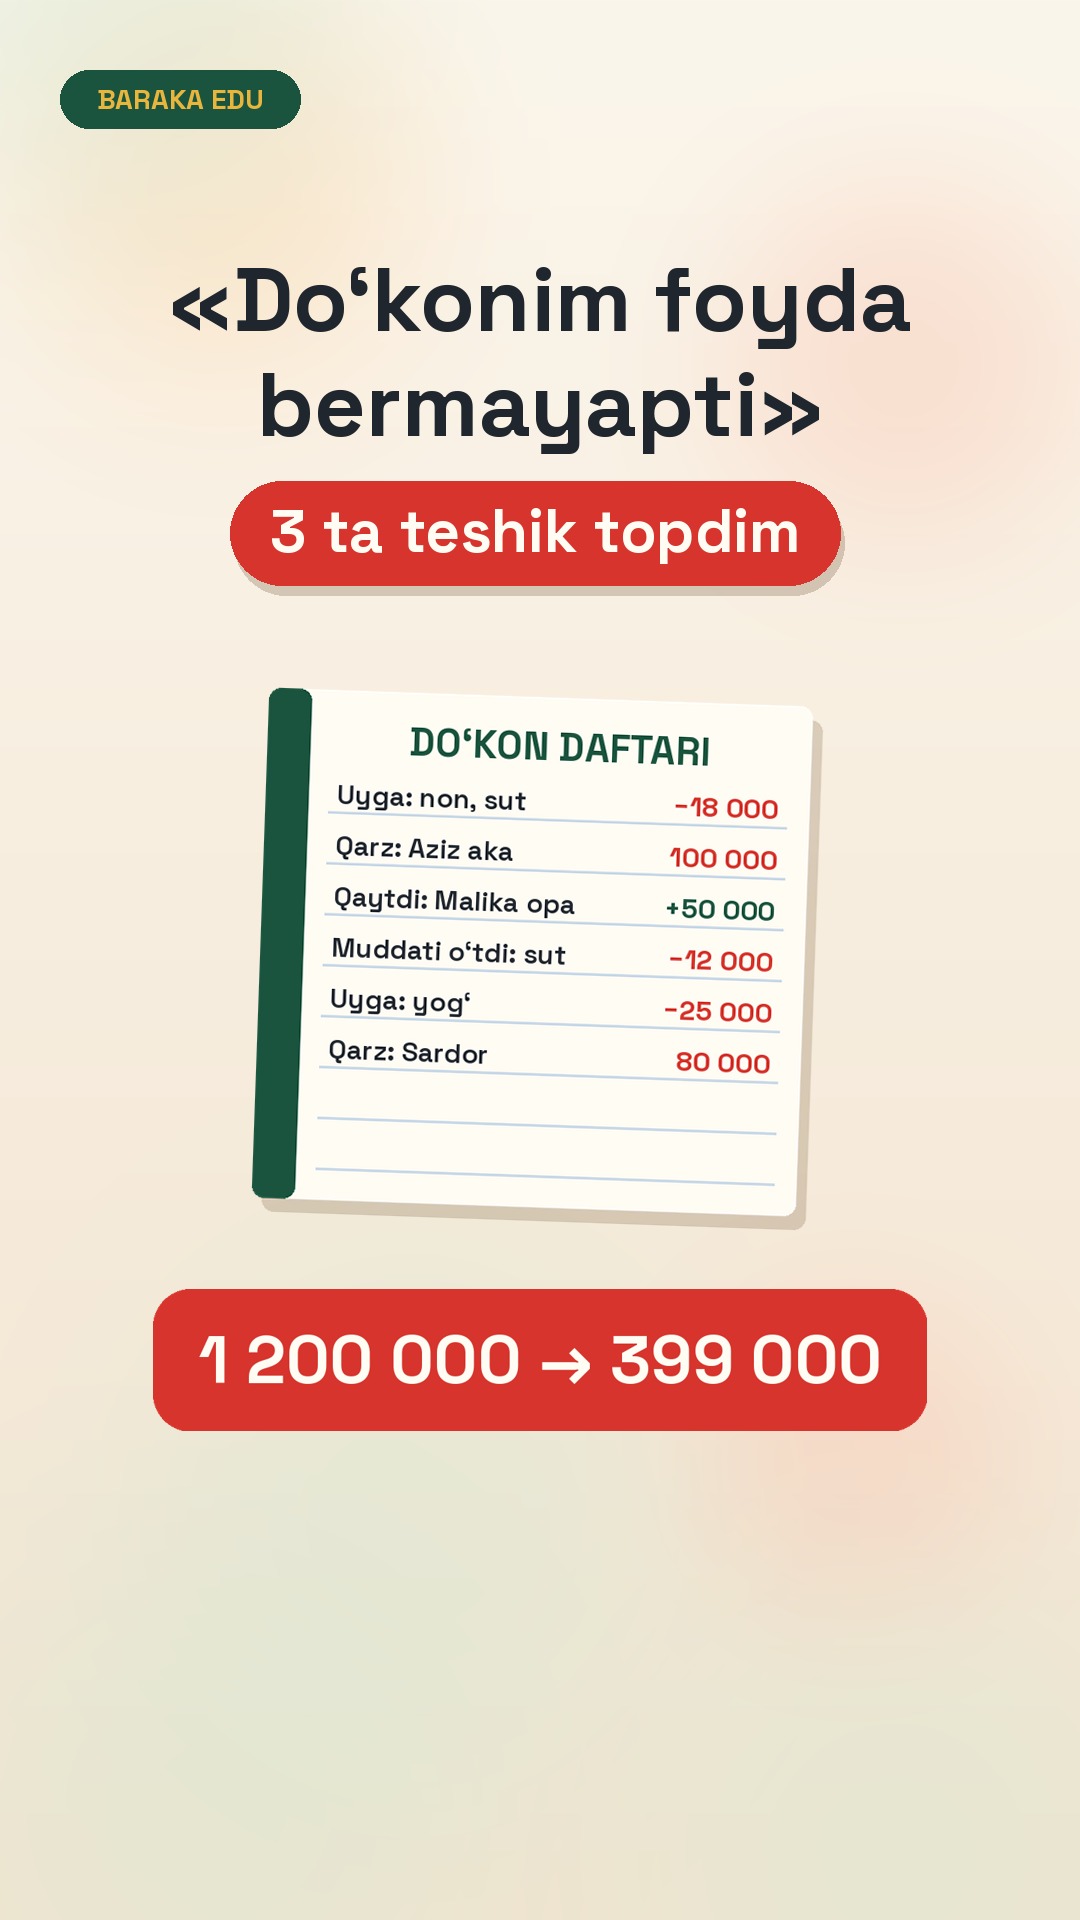 BARAKA EDU
«Do‘konim foyda
bermayapti»
3 ta teshik topdim
DO‘KON DAFTARI
Uyga: non, sut −18 000
Qarz: Aziz aka 100 000
Qaytdi: Malika opa +50 000
Muddati o‘tdi: sut −12 000
Uyga: yog‘ −25 000
Qarz: Sardor 80 000
1 200 000 → 399 000